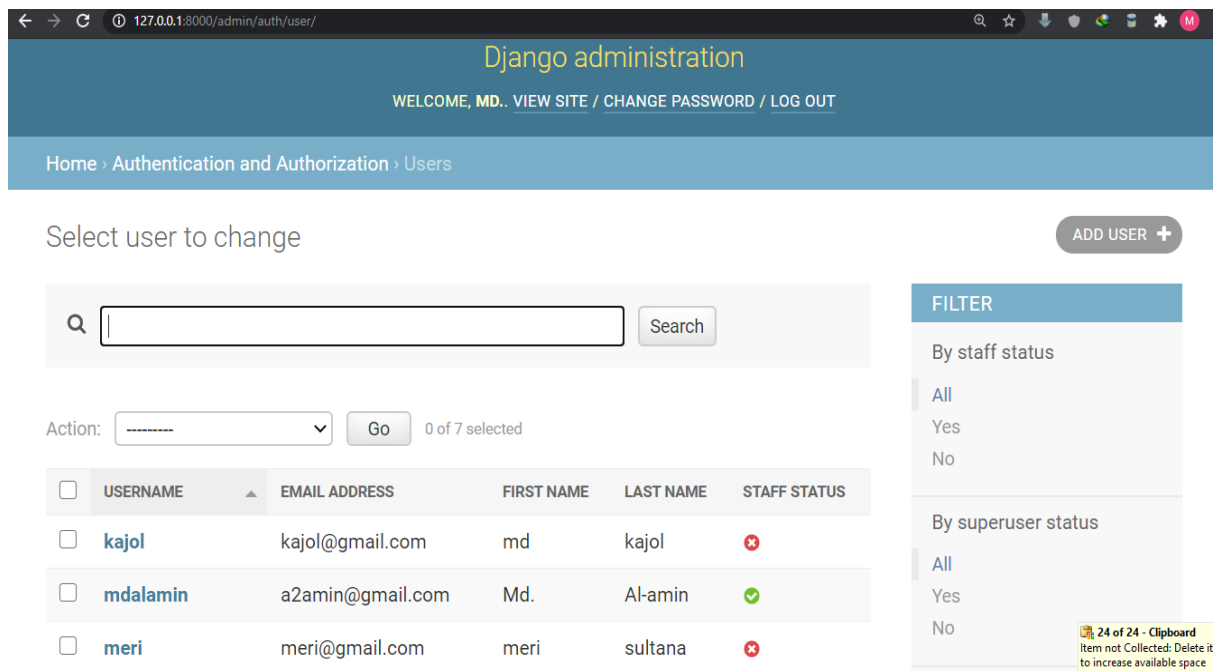 127.0.0.1:8000/admin/auth/user/
M
Django administration
WELCOME, MD.. VIEW SITE / CHANGE PASSWORD / LOG OUT
Home › Authentication and Authorization › Users
Select user to change
ADD USER +
Search
FILTER
By staff status
All
Yes
No
Action: --------- Go 0 of 7 selected
USERNAME EMAIL ADDRESS FIRST NAME LAST NAME STAFF STATUS
kajol kajol@gmail.com md kajol
mdalamin a2amin@gmail.com Md. Al-amin
meri meri@gmail.com meri sultana
By superuser status
All
Yes
No
24 of 24 - Clipboard
Item not Collected: Delete it
to increase available space